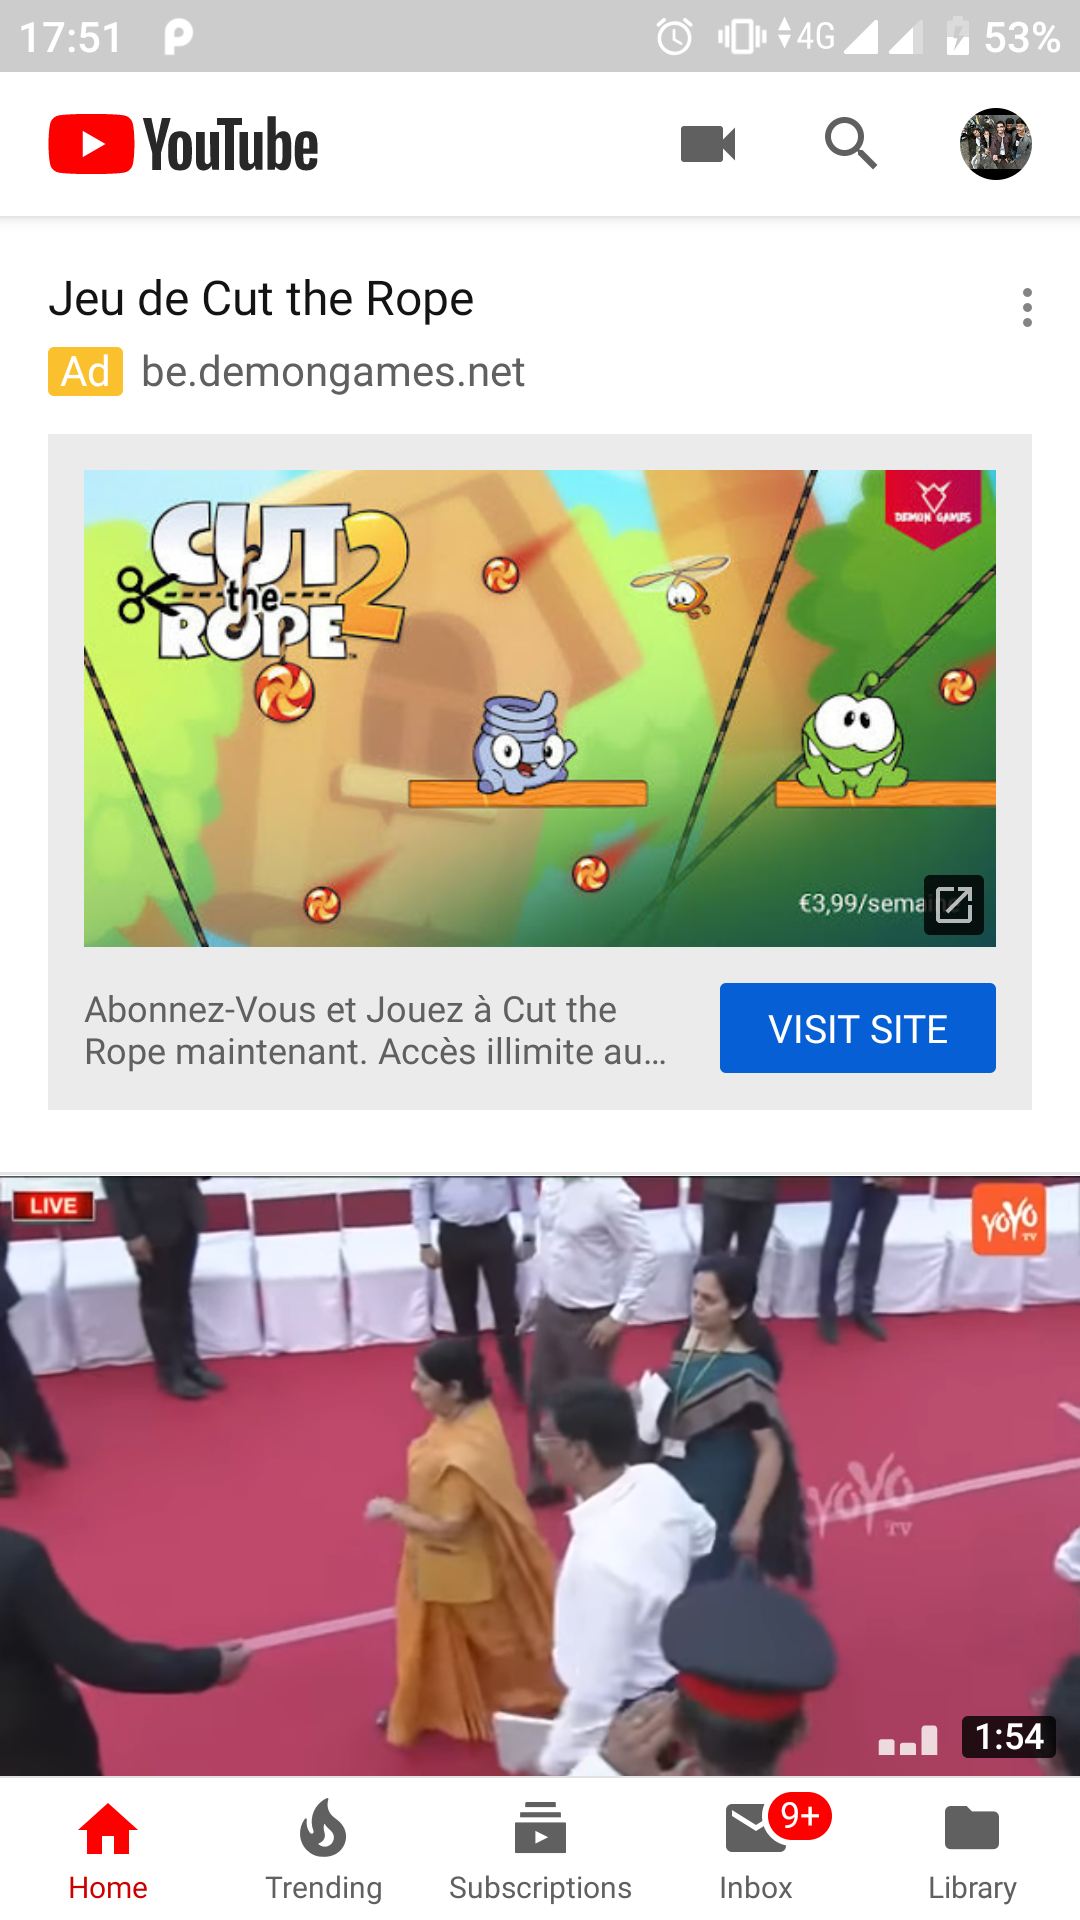 17:51
4G
53%
YouTube
Jeu de Cut the Rope
Ad be.demongames.net
CUT
the
ROPE 2
DEMON GAMES
€3,99/semaine
Abonnez-Vous et Jouez à Cut the
Rope maintenant. Accès illimite au...
VISIT SITE
LIVE
YOYO
TV
YOYO
TV
1:54
9+
Home
Trending
Subscriptions
Inbox
Library